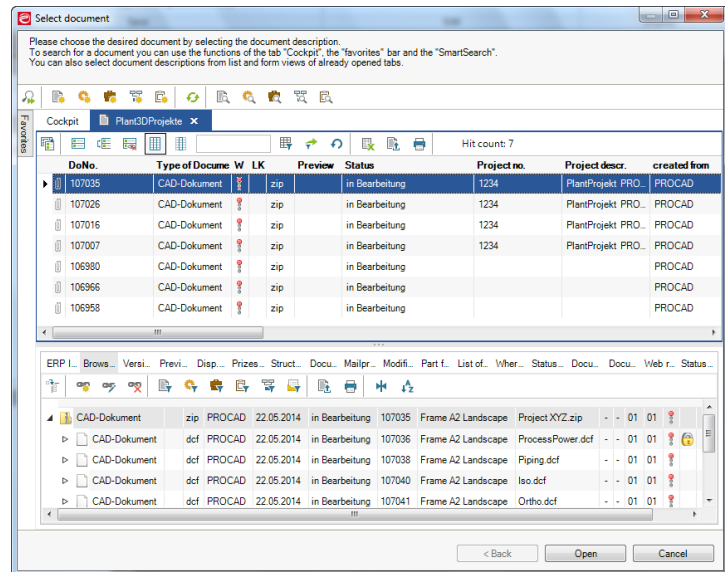 Select document
Please choose the desired document by selecting the document description.
To search for a document you can use the functions of the tab "Cockpit", the "favorites" bar and the "SmartSearch".
You can also select document descriptions from list and form views of already opened tabs.
Favorites
Cockpit Plant3DProjekte
Hit count: 7
DoNo. Type of Docume W LK Preview Status Project no. Project descr. created from
107035 CAD-Dokument zip in Bearbeitung 1234 PlantProjekt PRO... PROCAD
107026 CAD-Dokument zip in Bearbeitung 1234 PlantProjekt PRO... PROCAD
107016 CAD-Dokument zip in Bearbeitung 1234 PlantProjekt PRO... PROCAD
107007 CAD-Dokument zip in Bearbeitung 1234 PlantProjekt PRO... PROCAD
106980 CAD-Dokument zip in Bearbeitung PROCAD
106966 CAD-Dokument zip in Bearbeitung PROCAD
106958 CAD-Dokument zip in Bearbeitung PROCAD
ERP I... Brows... Versi... Previ... Disp... Prizes... Struct... Docu... Mailpr... Modifi... Part f... List of... Wher... Status... Docu... Docu... Web r... Status...
CAD-Dokument zip PROCAD 22.05.2014 in Bearbeitung 107035 Frame A2 Landscape Project XYZ.zip - - 01 01
CAD-Dokument dcf PROCAD 22.05.2014 in Bearbeitung 107036 Frame A2 Landscape ProcessPower.dcf - - 01 01
CAD-Dokument dcf PROCAD 22.05.2014 in Bearbeitung 107038 Frame A2 Landscape Piping.dcf - - 01 01
CAD-Dokument dcf PROCAD 22.05.2014 in Bearbeitung 107040 Frame A2 Landscape Iso.dcf - - 01 01
CAD-Dokument dcf PROCAD 22.05.2014 in Bearbeitung 107041 Frame A2 Landscape Ortho.dcf - - 01 01
< Back Open Cancel